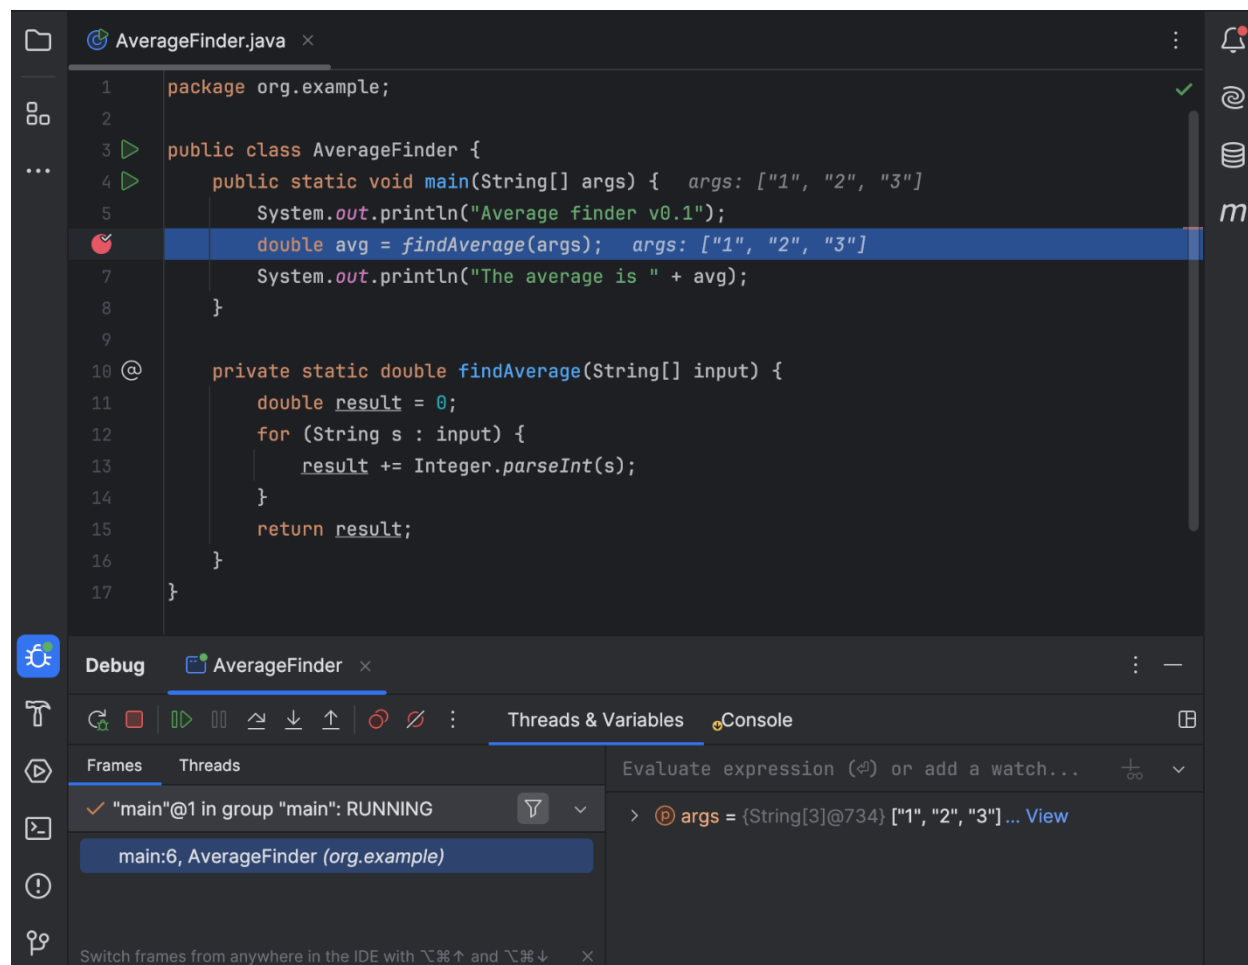 AverageFinder.java
1 package org.example;
2
3 public class AverageFinder {
4 public static void main(String[] args) { args: ["1", "2", "3"]
5 System.out.println("Average finder v0.1");
double avg = findAverage(args); args: ["1", "2", "3"]
7 System.out.println("The average is " + avg);
8 }
9
10 @ private static double findAverage(String[] input) {
11 double result = 0;
12 for (String s : input) {
13 result += Integer.parseInt(s);
14 }
15 return result;
16 }
17 }
m
Debug AverageFinder
Threads & Variables Console
Frames Threads
Evaluate expression (⏎) or add a watch...
"main"@1 in group "main": RUNNING
args = {String[3]@734} ["1", "2", "3"] ... View
main:6, AverageFinder (org.example)
Switch frames from anywhere in the IDE with ⌥⌘↑ and ⌥⌘↓